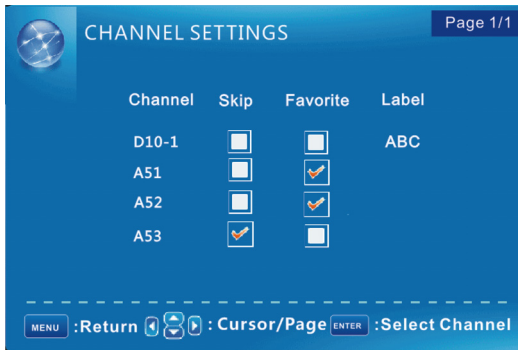 CHANNEL SETTINGS
Page 1/1
Channel Skip Favorite Label
D10-1 ABC
A51
A52
A53
MENU :Return : Cursor/Page ENTER :Select Channel